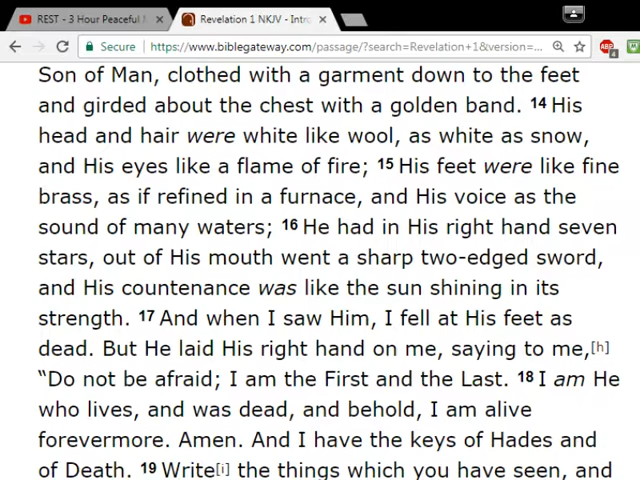 REST - 3 Hour Peaceful
Revelation 1 NKJV - Intro
Secure https://www.biblegateway.com/passage/?search=Revelation+1&version=...
ABP
4
Son of Man, clothed with a garment down to the feet
and girded about the chest with a golden band. 14 His
head and hair were white like wool, as white as snow,
and His eyes like a flame of fire; 15 His feet were like fine
brass, as if refined in a furnace, and His voice as the
sound of many waters; 16 He had in His right hand seven
stars, out of His mouth went a sharp two-edged sword,
and His countenance was like the sun shining in its
strength. 17 And when I saw Him, I fell at His feet as
dead. But He laid His right hand on me, saying to me,[h]
“Do not be afraid; I am the First and the Last. 18 I am He
who lives, and was dead, and behold, I am alive
forevermore. Amen. And I have the keys of Hades and
of Death. 19 Write[i] the things which you have seen, and